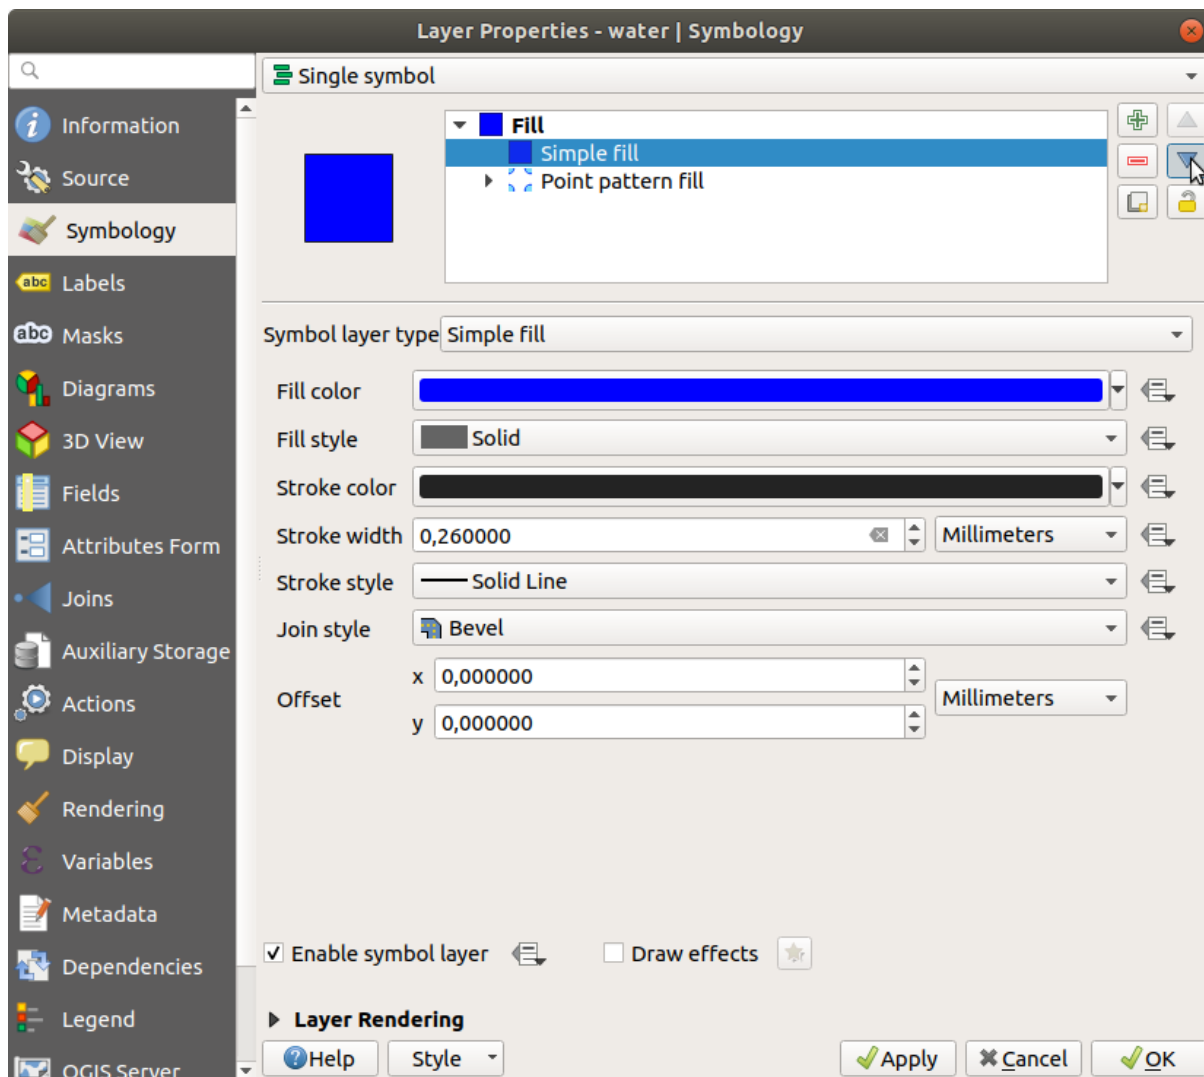 Layer Properties - water | Symbology
Single symbol
Information
Source
Symbology
Labels
Masks
Diagrams
3D View
Fields
Attributes Form
Joins
Auxiliary Storage
Actions
Display
Rendering
Variables
Metadata
Dependencies
Legend
QGIS Server
Fill
Simple fill
Point pattern fill
Symbol layer type Simple fill
Fill color
Fill style Solid
Stroke color
Stroke width 0,260000 Millimeters
Stroke style Solid Line
Join style Bevel
Offset x 0,000000 Millimeters
y 0,000000
Enable symbol layer Draw effects
Layer Rendering
Help Style Apply Cancel OK